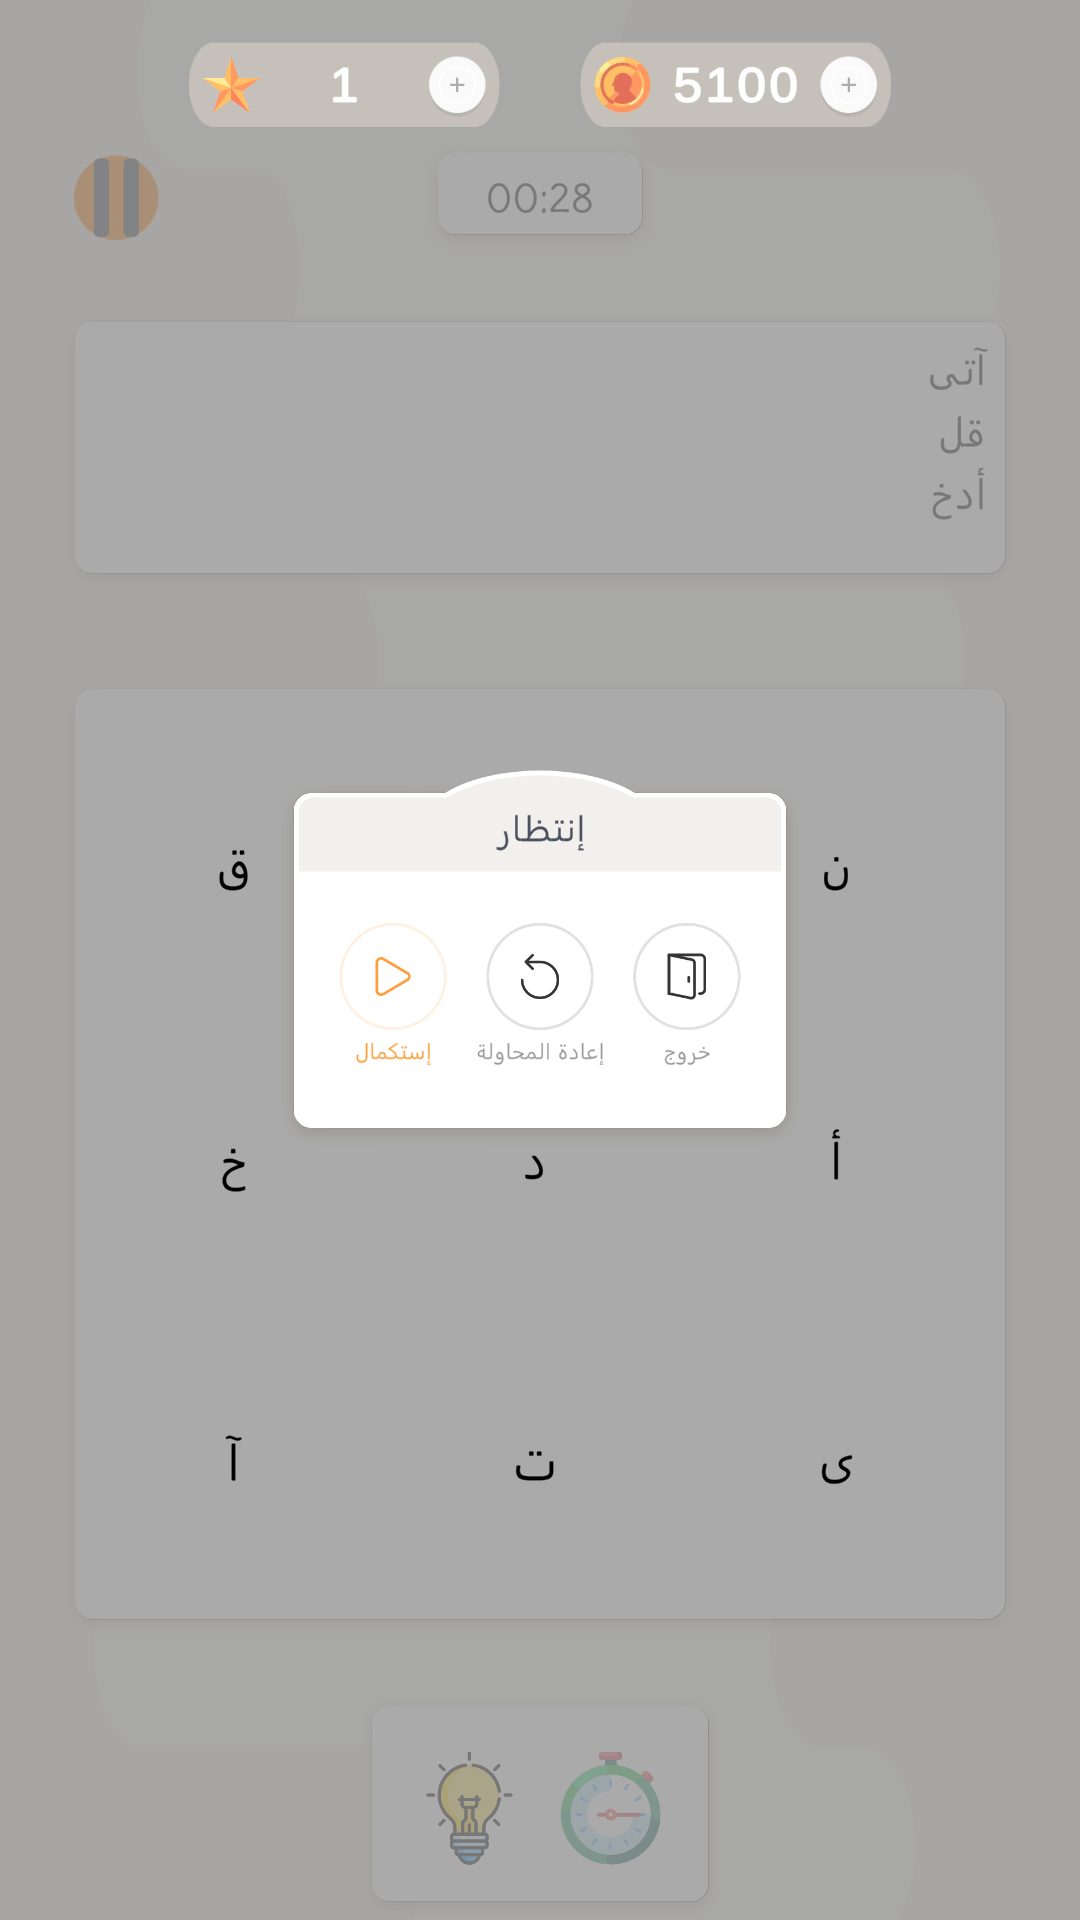 1 + 5100 +
00:28
آتى
قل
أدخ
إنتظار
ق ن
إستكمال إعادة المحاولة خروج
خ د أ
آ ت ى